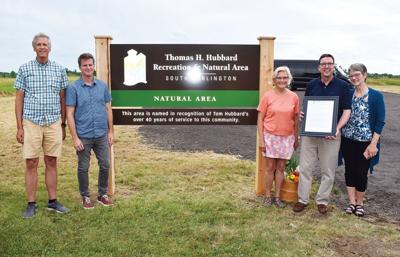 Thomas H. Hubbard
Recreation & Natural Area
SOUTH BURLINGTON
NATURAL AREA
This area is named in recognition of Tom Hubbard's
over 40 years of service to this community.